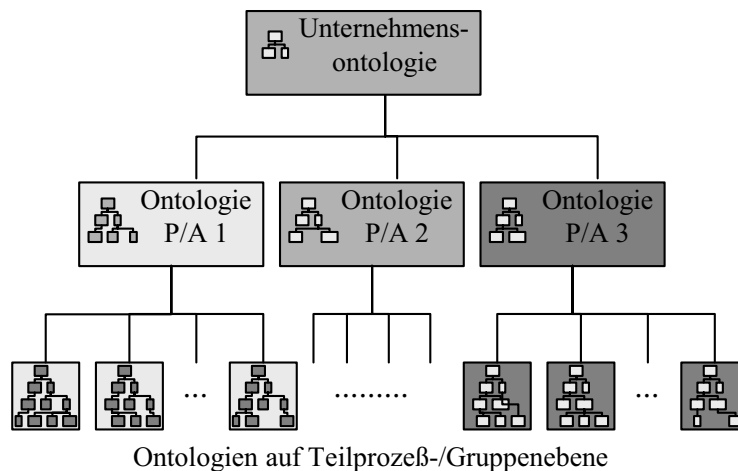 Unternehmens-
ontologie
Ontologie
P/A 1
Ontologie
P/A 2
Ontologie
P/A 3
...
.........
...
Ontologien auf Teilprozeß-/Gruppenebene